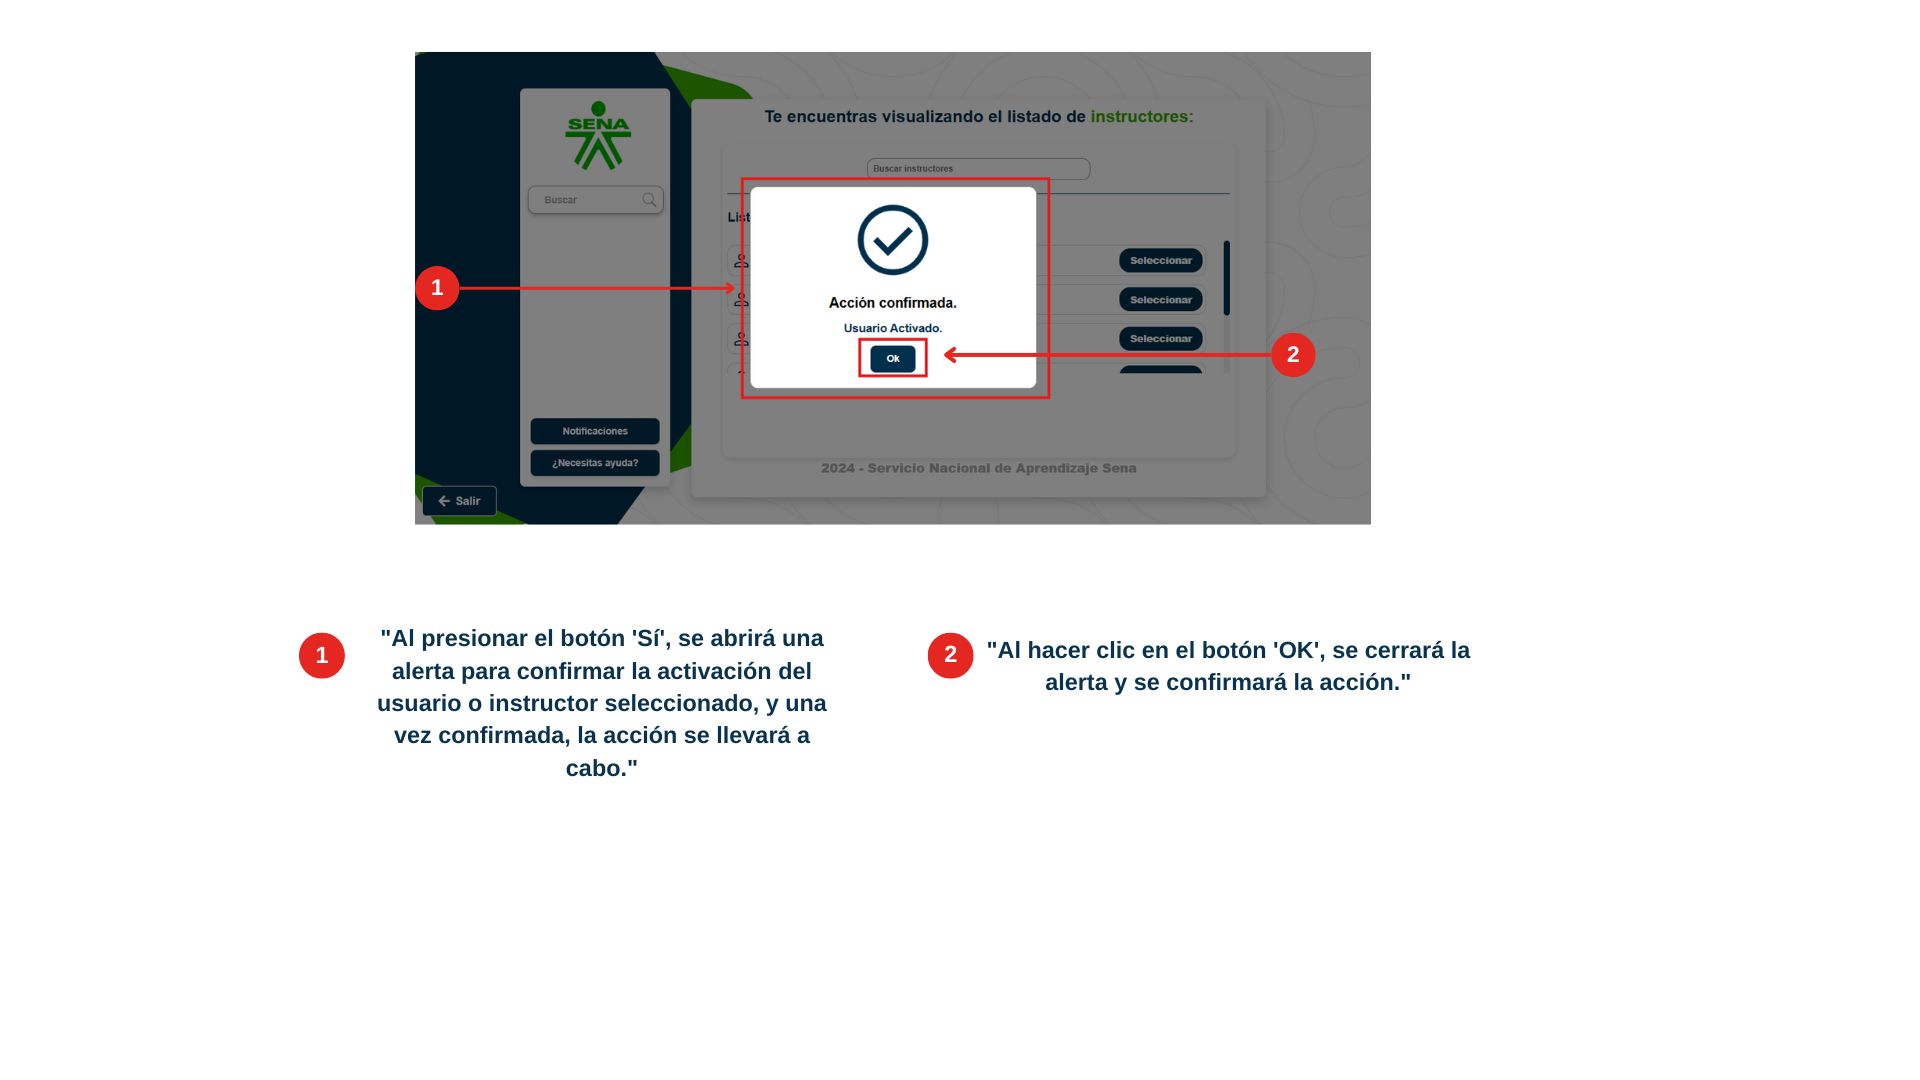 SENA
Buscar
Notificaciones
¿Necesitas ayuda?
Salir
Te encuentras visualizando el listado de instructores:
Buscar instructores
Seleccionar
Seleccionar
Seleccionar
Acción confirmada.
Usuario Activado.
Ok
2024 - Servicio Nacional de Aprendizaje Sena
1
2
1
"Al presionar el botón 'Sí', se abrirá una
alerta para confirmar la activación del
usuario o instructor seleccionado, y una
vez confirmada, la acción se llevará a
cabo."
2
"Al hacer clic en el botón 'OK', se cerrará la
alerta y se confirmará la acción."